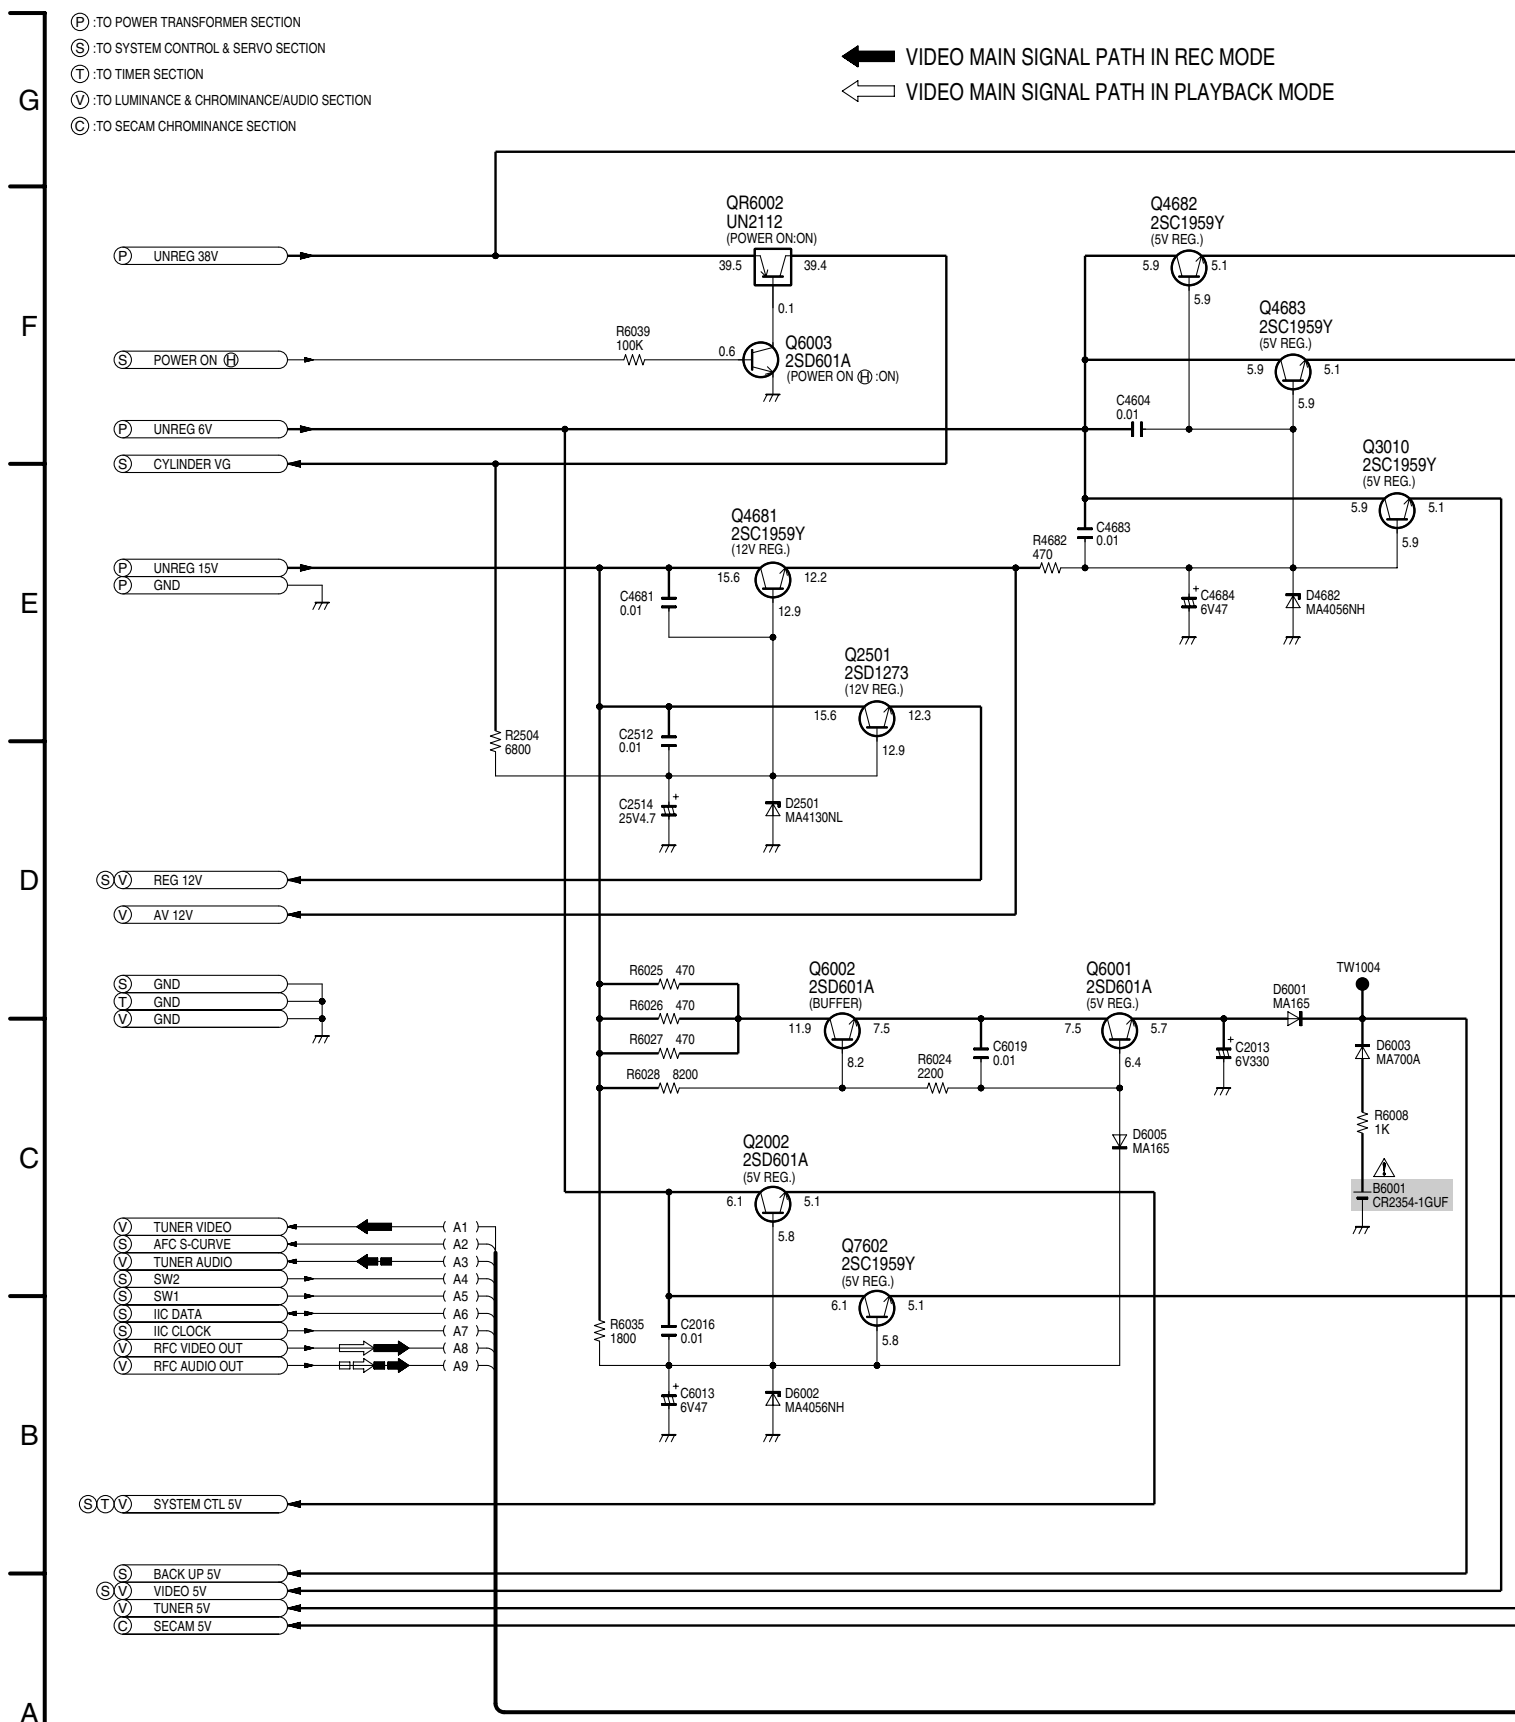 Ⓟ :TO POWER TRANSFORMER SECTION
Ⓢ :TO SYSTEM CONTROL & SERVO SECTION
Ⓣ :TO TIMER SECTION
Ⓥ :TO LUMINANCE & CHROMINANCE/AUDIO SECTION
Ⓒ :TO SECAM CHROMINANCE SECTION
VIDEO MAIN SIGNAL PATH IN REC MODE
VIDEO MAIN SIGNAL PATH IN PLAYBACK MODE
G
F
E
D
C
B
A
Ⓟ UNREG 38V
Ⓢ POWER ON Ⓗ
Ⓟ UNREG 6V
Ⓢ CYLINDER VG
Ⓟ UNREG 15V
Ⓟ GND
QR6002
UN2112
(POWER ON:ON)
39.5 39.4
0.1
R6039
100K
0.6
Q6003
2SD601A
(POWER ON Ⓗ :ON)
Q4682
2SC1959Y
(5V REG.)
5.9 5.1
5.9
Q4683
2SC1959Y
(5V REG.)
5.9 5.1
5.9
C4604
0.01
Q3010
2SC1959Y
(5V REG.)
5.9 5.1
5.9
Q4681
2SC1959Y
(12V REG.)
15.6 12.2
12.9
C4681
0.01
R4682
470
C4683
0.01
C4684
6V47
+
D4682
MA4056NH
Q2501
2SD1273
(12V REG.)
15.6 12.3
12.9
R2504
6800
C2512
0.01
C2514
25V4.7
+
D2501
MA4130NL
ⓈⓋ REG 12V
Ⓥ AV 12V
Ⓢ GND
Ⓣ GND
Ⓥ GND
R6025 470
R6026 470
R6027 470
R6028 8200
Q6002
2SD601A
(BUFFER)
11.9 7.5
8.2
R6024
2200
C6019
0.01
Q6001
2SD601A
(5V REG.)
7.5 5.7
6.4
D6001
MA165
TW1004
+
C2013
6V330
D6003
MA700A
R6008
1K
B6001
CR2354-1GUF
D6005
MA165
Q2002
2SD601A
(5V REG.)
6.1 5.1
5.8
Q7602
2SC1959Y
(5V REG.)
6.1 5.1
5.8
R6035
1800
C2016
0.01
+
C6013
6V47
D6002
MA4056NH
Ⓥ TUNER VIDEO ( A1 )
Ⓢ AFC S-CURVE ( A2 )
Ⓥ TUNER AUDIO ( A3 )
Ⓢ SW2 ( A4 )
Ⓢ SW1 ( A5 )
Ⓢ IIC DATA ( A6 )
Ⓢ IIC CLOCK ( A7 )
Ⓥ RFC VIDEO OUT ( A8 )
Ⓥ RFC AUDIO OUT ( A9 )
ⓈⓉⓋ SYSTEM CTL 5V
Ⓢ BACK UP 5V
ⓈⓋ VIDEO 5V
Ⓥ TUNER 5V
Ⓒ SECAM 5V